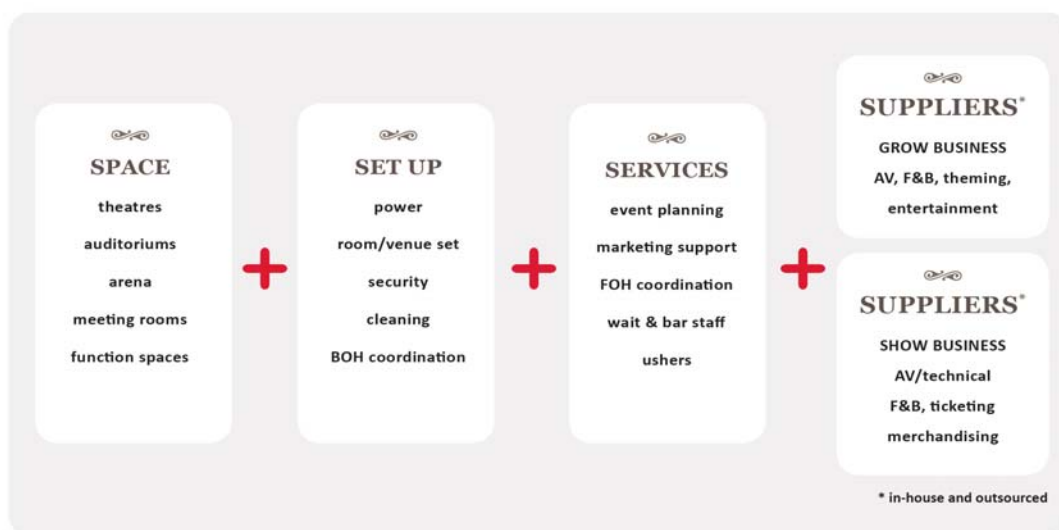 SPACE
theatres
auditoriums
arena
meeting rooms
function spaces
+
SET UP
power
room/venue set
security
cleaning
BOH coordination
+
SERVICES
event planning
marketing support
FOH coordination
wait & bar staff
ushers
+
SUPPLIERS*
GROW BUSINESS
AV, F&B, theming,
entertainment
SUPPLIERS*
SHOW BUSINESS
AV/technical
F&B, ticketing
merchandising
* in-house and outsourced